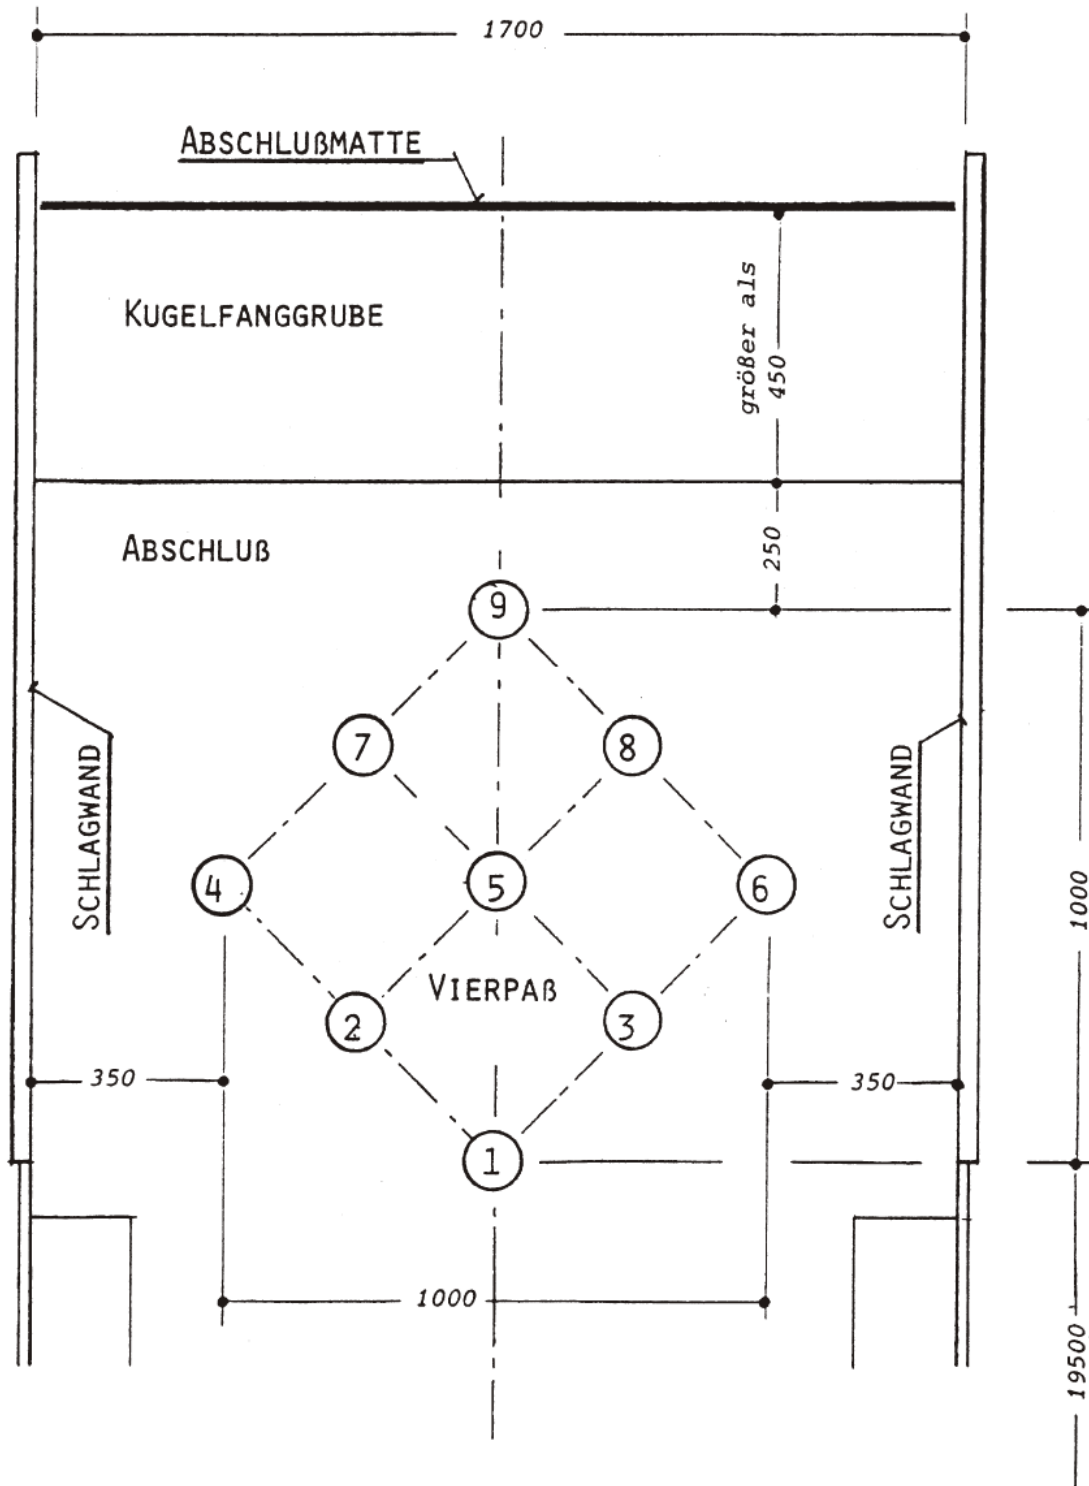 1700
ABSCHLUßMATTE
KUGELFANGGRUBE
größer als
450
ABSCHLUß
250
9
7
8
SCHLAGWAND
SCHLAGWAND
4
5
6
1000
VIERPAß
2
3
350
350
1
1000
19500